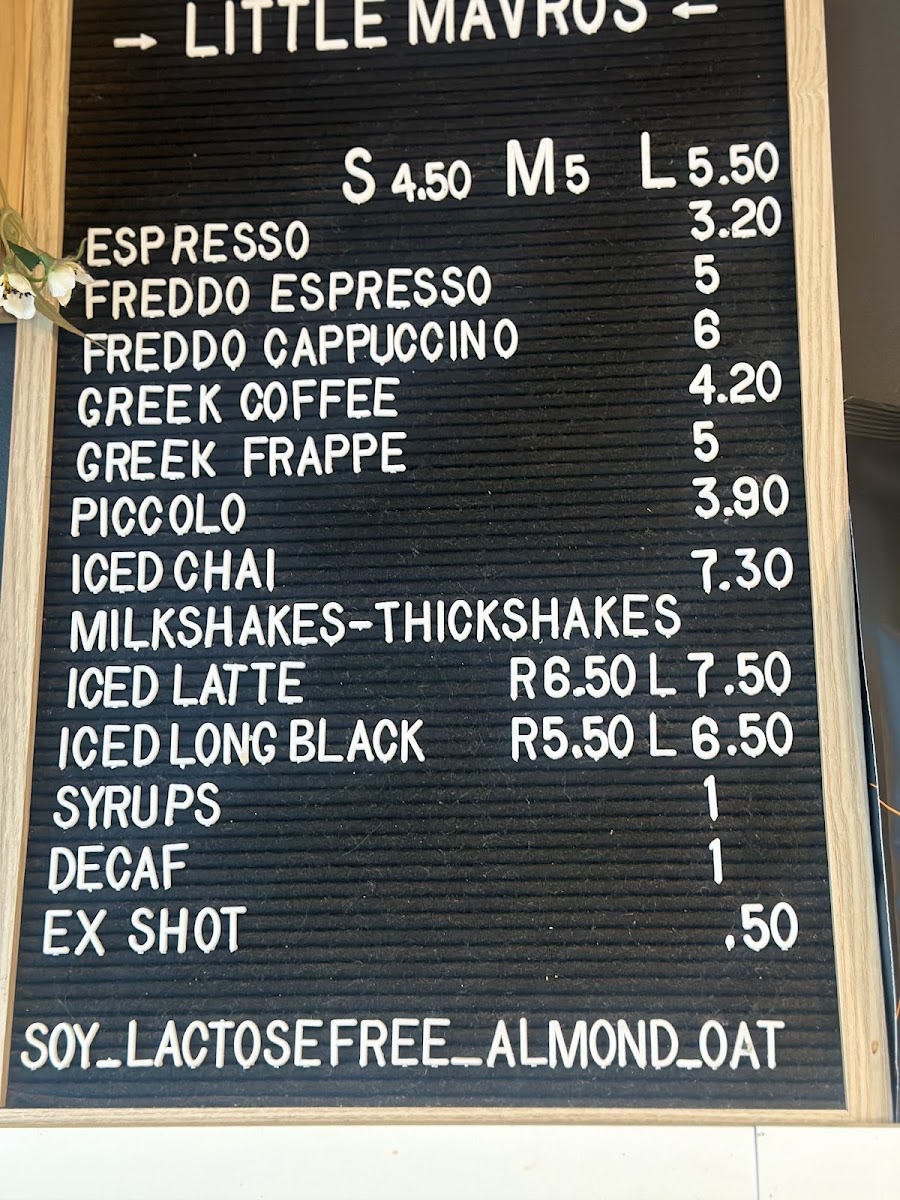 → LITTLE MAVROS ←
S 4.50 M 5 L 5.50
ESPRESSO 3.20
FREDDO ESPRESSO 5
FREDDO CAPPUCCINO 6
GREEK COFFEE 4.20
GREEK FRAPPE 5
PICCOLO 3.90
ICED CHAI 7.30
MILKSHAKES-THICKSHAKES
ICED LATTE R6.50 L 7.50
ICED LONG BLACK R5.50 L 6.50
SYRUPS 1
DECAF 1
EX SHOT .50
SOY_LACTOSEFREE_ALMOND_OAT